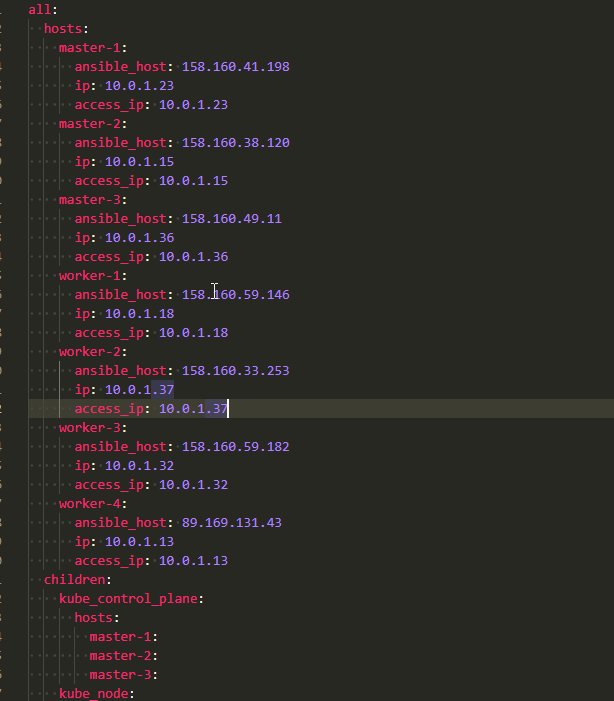 all:
hosts:
master-1:
ansible_host: 158.160.41.198
ip: 10.0.1.23
access_ip: 10.0.1.23
master-2:
ansible_host: 158.160.38.120
ip: 10.0.1.15
access_ip: 10.0.1.15
master-3:
ansible_host: 158.160.49.11
ip: 10.0.1.36
access_ip: 10.0.1.36
worker-1:
ansible_host: 158.160.59.146
ip: 10.0.1.18
access_ip: 10.0.1.18
worker-2:
ansible_host: 158.160.33.253
ip: 10.0.1.37
access_ip: 10.0.1.37
worker-3:
ansible_host: 158.160.59.182
ip: 10.0.1.32
access_ip: 10.0.1.32
worker-4:
ansible_host: 89.169.131.43
ip: 10.0.1.13
access_ip: 10.0.1.13
children:
kube_control_plane:
hosts:
master-1:
master-2:
master-3:
kube_node: